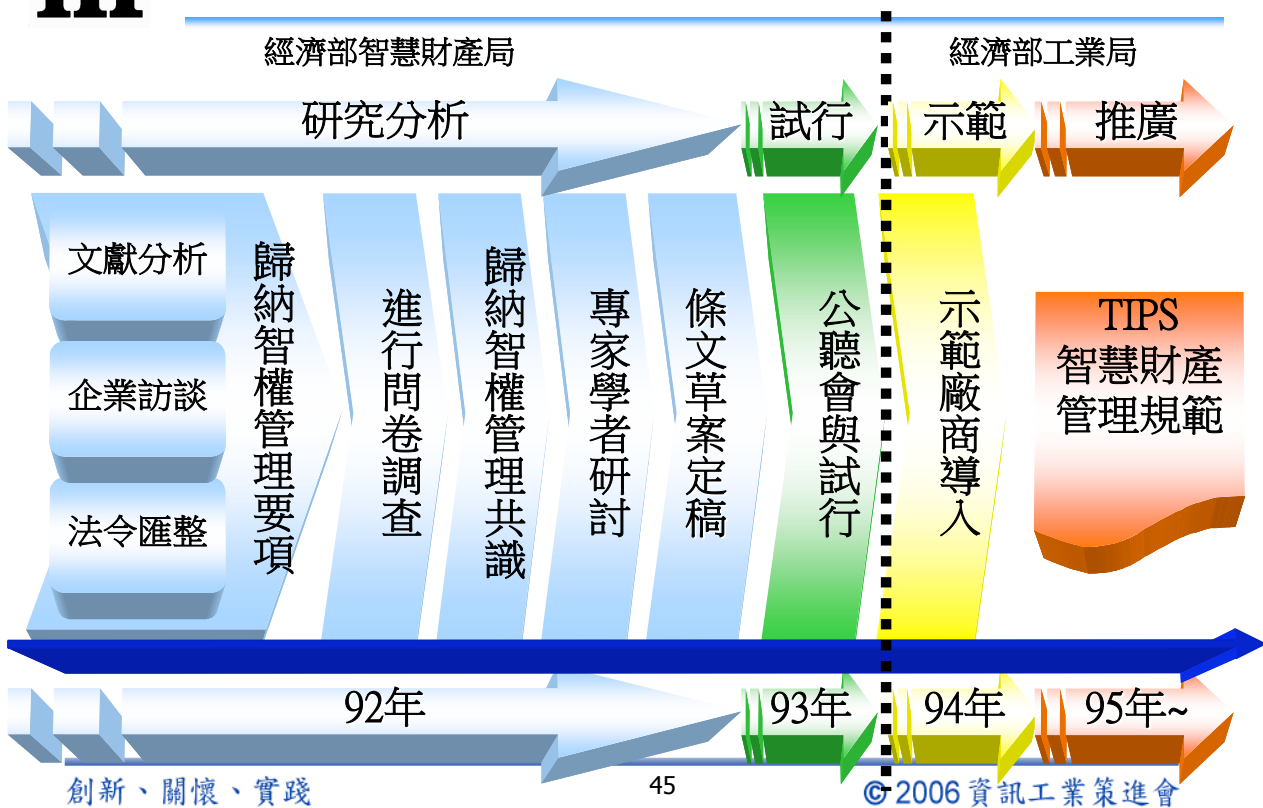 經濟部智慧財產局
經濟部工業局
研究分析
試行
示範
推廣
文獻分析
企業訪談
法令匯整
歸納智權管理要項
進行問卷調查
歸納智權管理共識
專家學者研討
條文草案定稿
公聽會與試行
示範廠商導入
TIPS
智慧財產
管理規範
92年
93年
94年
95年~
創新、關懷、實踐
45
©2006資訊工業策進會